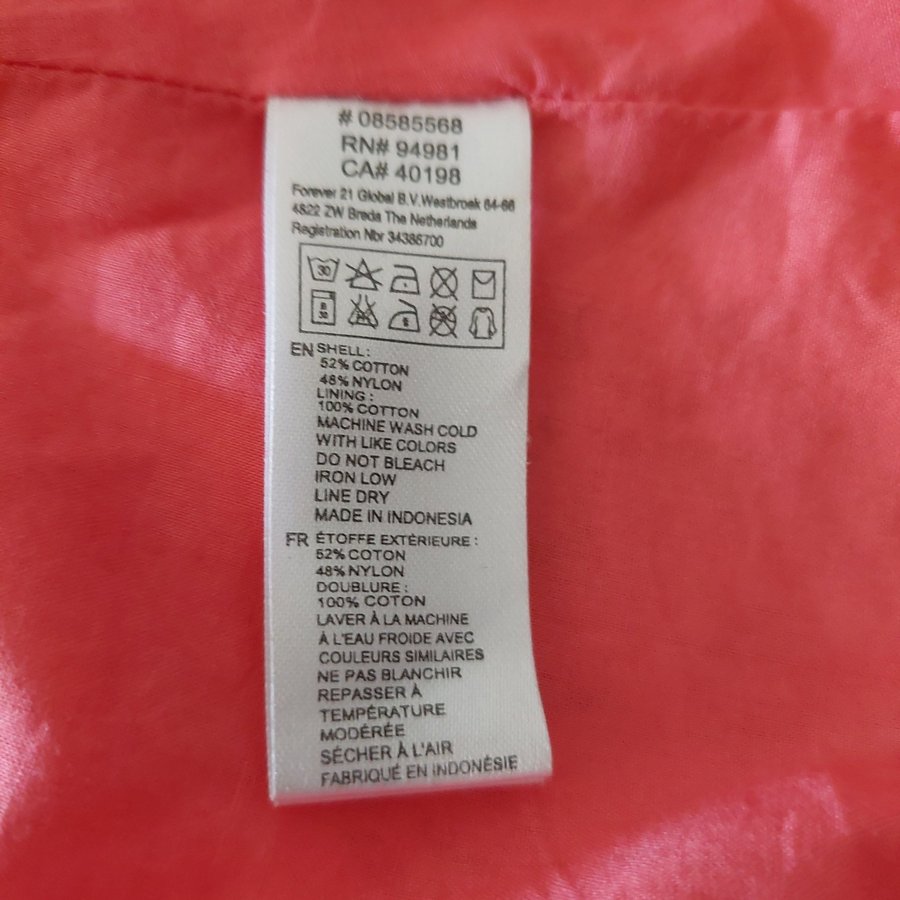 # 08585568
RN# 94981
CA# 40198
Forever 21 Global B.V. Westbroek 64-66
4822 ZW Breda The Netherlands
Registration Nbr 34386700
30
30
EN SHELL:
52% COTTON
48% NYLON
LINING :
100% COTTON
MACHINE WASH COLD
WITH LIKE COLORS
DO NOT BLEACH
IRON LOW
LINE DRY
MADE IN INDONESIA
FR ÉTOFFE EXTÉRIEURE :
52% COTON
48% NYLON
DOUBLURE :
100% COTON
LAVER À LA MACHINE
À L'EAU FROIDE AVEC
COULEURS SIMILAIRES
NE PAS BLANCHIR
REPASSER À
TEMPÉRATURE
MODÉRÉE
SÉCHER À L'AIR
FABRIQUÉ EN INDONÉSIE